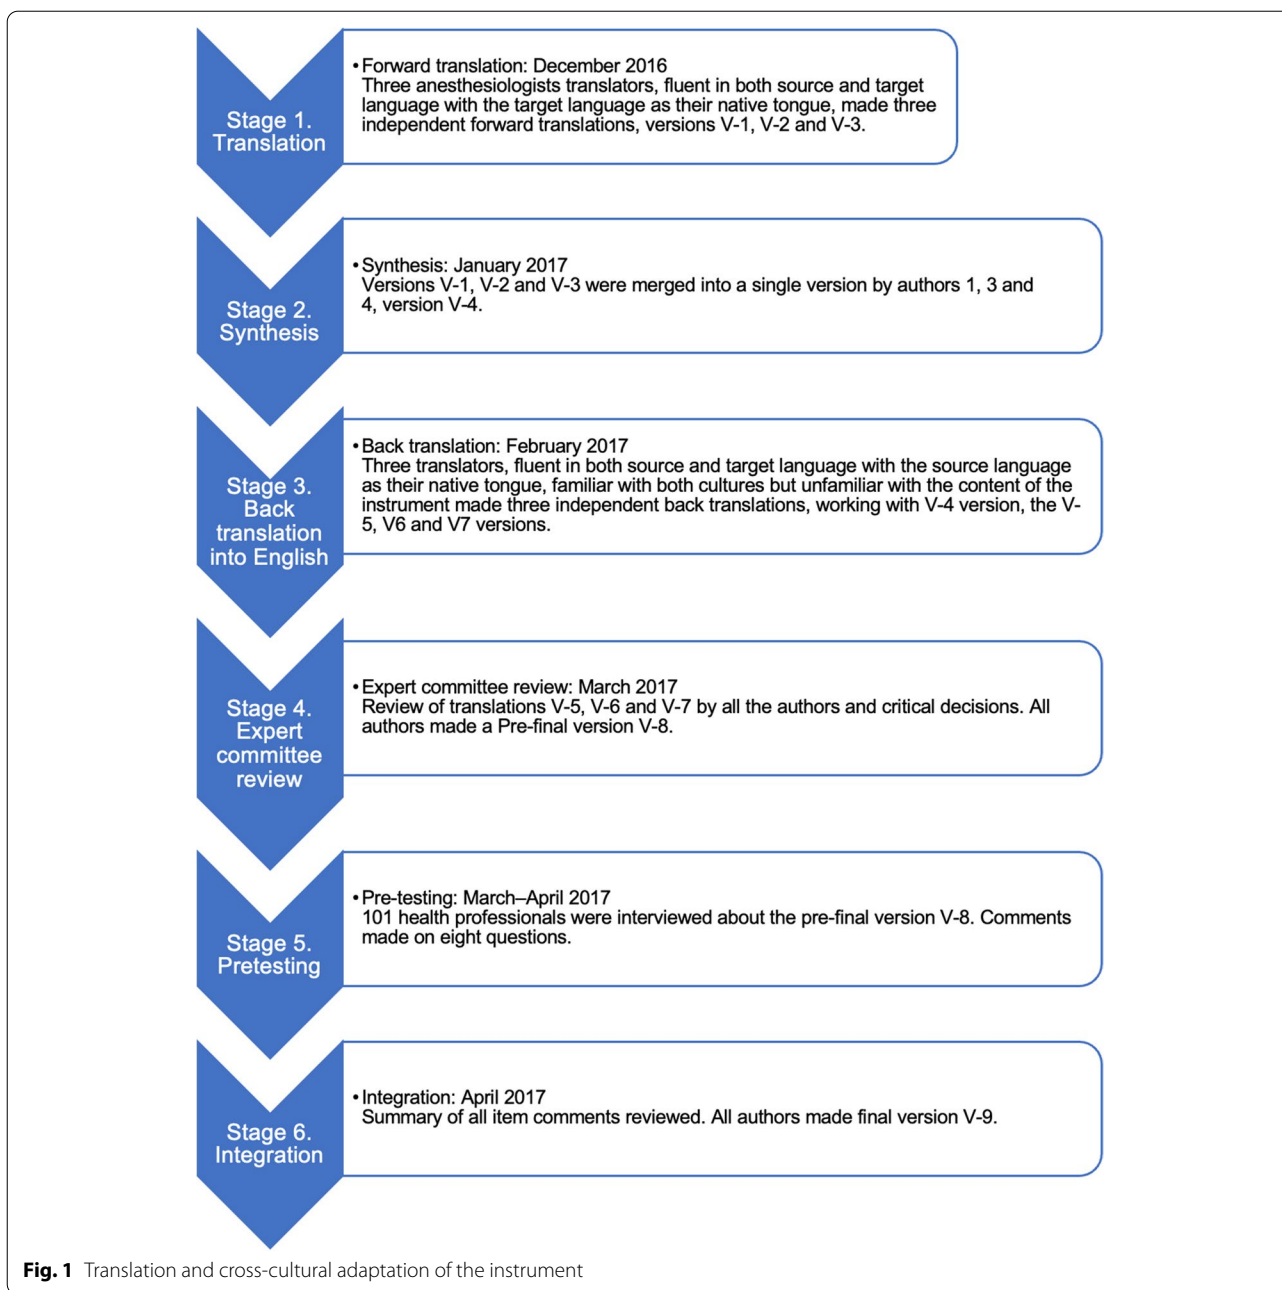 Stage 1.
Translation
• Forward translation: December 2016
Three anesthesiologists translators, fluent in both source and target
language with the target language as their native tongue, made three
independent forward translations, versions V-1, V-2 and V-3.
Stage 2.
Synthesis
• Synthesis: January 2017
Versions V-1, V-2 and V-3 were merged into a single version by authors 1, 3 and
4, version V-4.
Stage 3.
Back
translation
into English
• Back translation: February 2017
Three translators, fluent in both source and target language with the source language
as their native tongue, familiar with both cultures but unfamiliar with the content of the
instrument made three independent back translations, working with V-4 version, the V-
5, V6 and V7 versions.
Stage 4.
Expert
committee
review
• Expert committee review: March 2017
Review of translations V-5, V-6 and V-7 by all the authors and critical decisions. All
authors made a Pre-final version V-8.
Stage 5.
Pretesting
• Pre-testing: March–April 2017
101 health professionals were interviewed about the pre-final version V-8. Comments
made on eight questions.
Stage 6.
Integration
• Integration: April 2017
Summary of all item comments reviewed. All authors made final version V-9.
Fig. 1 Translation and cross-cultural adaptation of the instrument